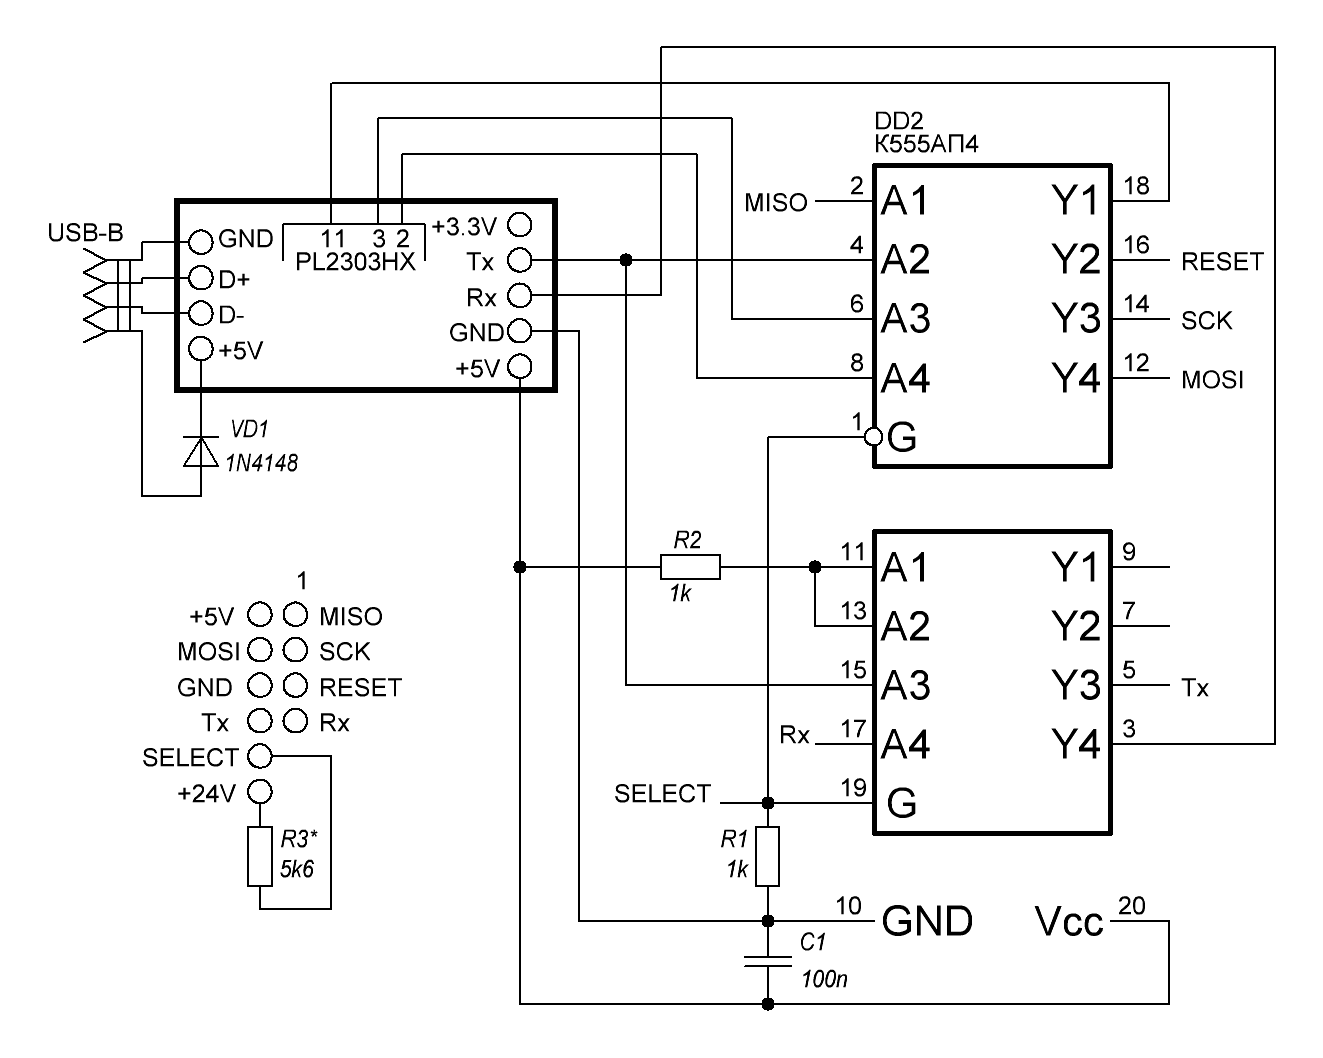 DD2
К555АП4
USB-B
GND
D+
D-
+5V
11 3 2
PL2303HX
+3.3V
Tx
Rx
GND
+5V
VD1
1N4148
MISO 2 A1 Y1 18
4 A2 Y2 16 RESET
6 A3 Y3 14 SCK
8 A4 Y4 12 MOSI
1 G
R2
1k
11 A1 Y1 9
13 A2 Y2 7
15 A3 Y3 5 Tx
Rx 17 A4 Y4 3
SELECT 19 G
R1
1k
10 GND Vcc 20
C1
100n
1
+5V MISO
MOSI SCK
GND RESET
Tx Rx
SELECT
+24V
R3*
5k6